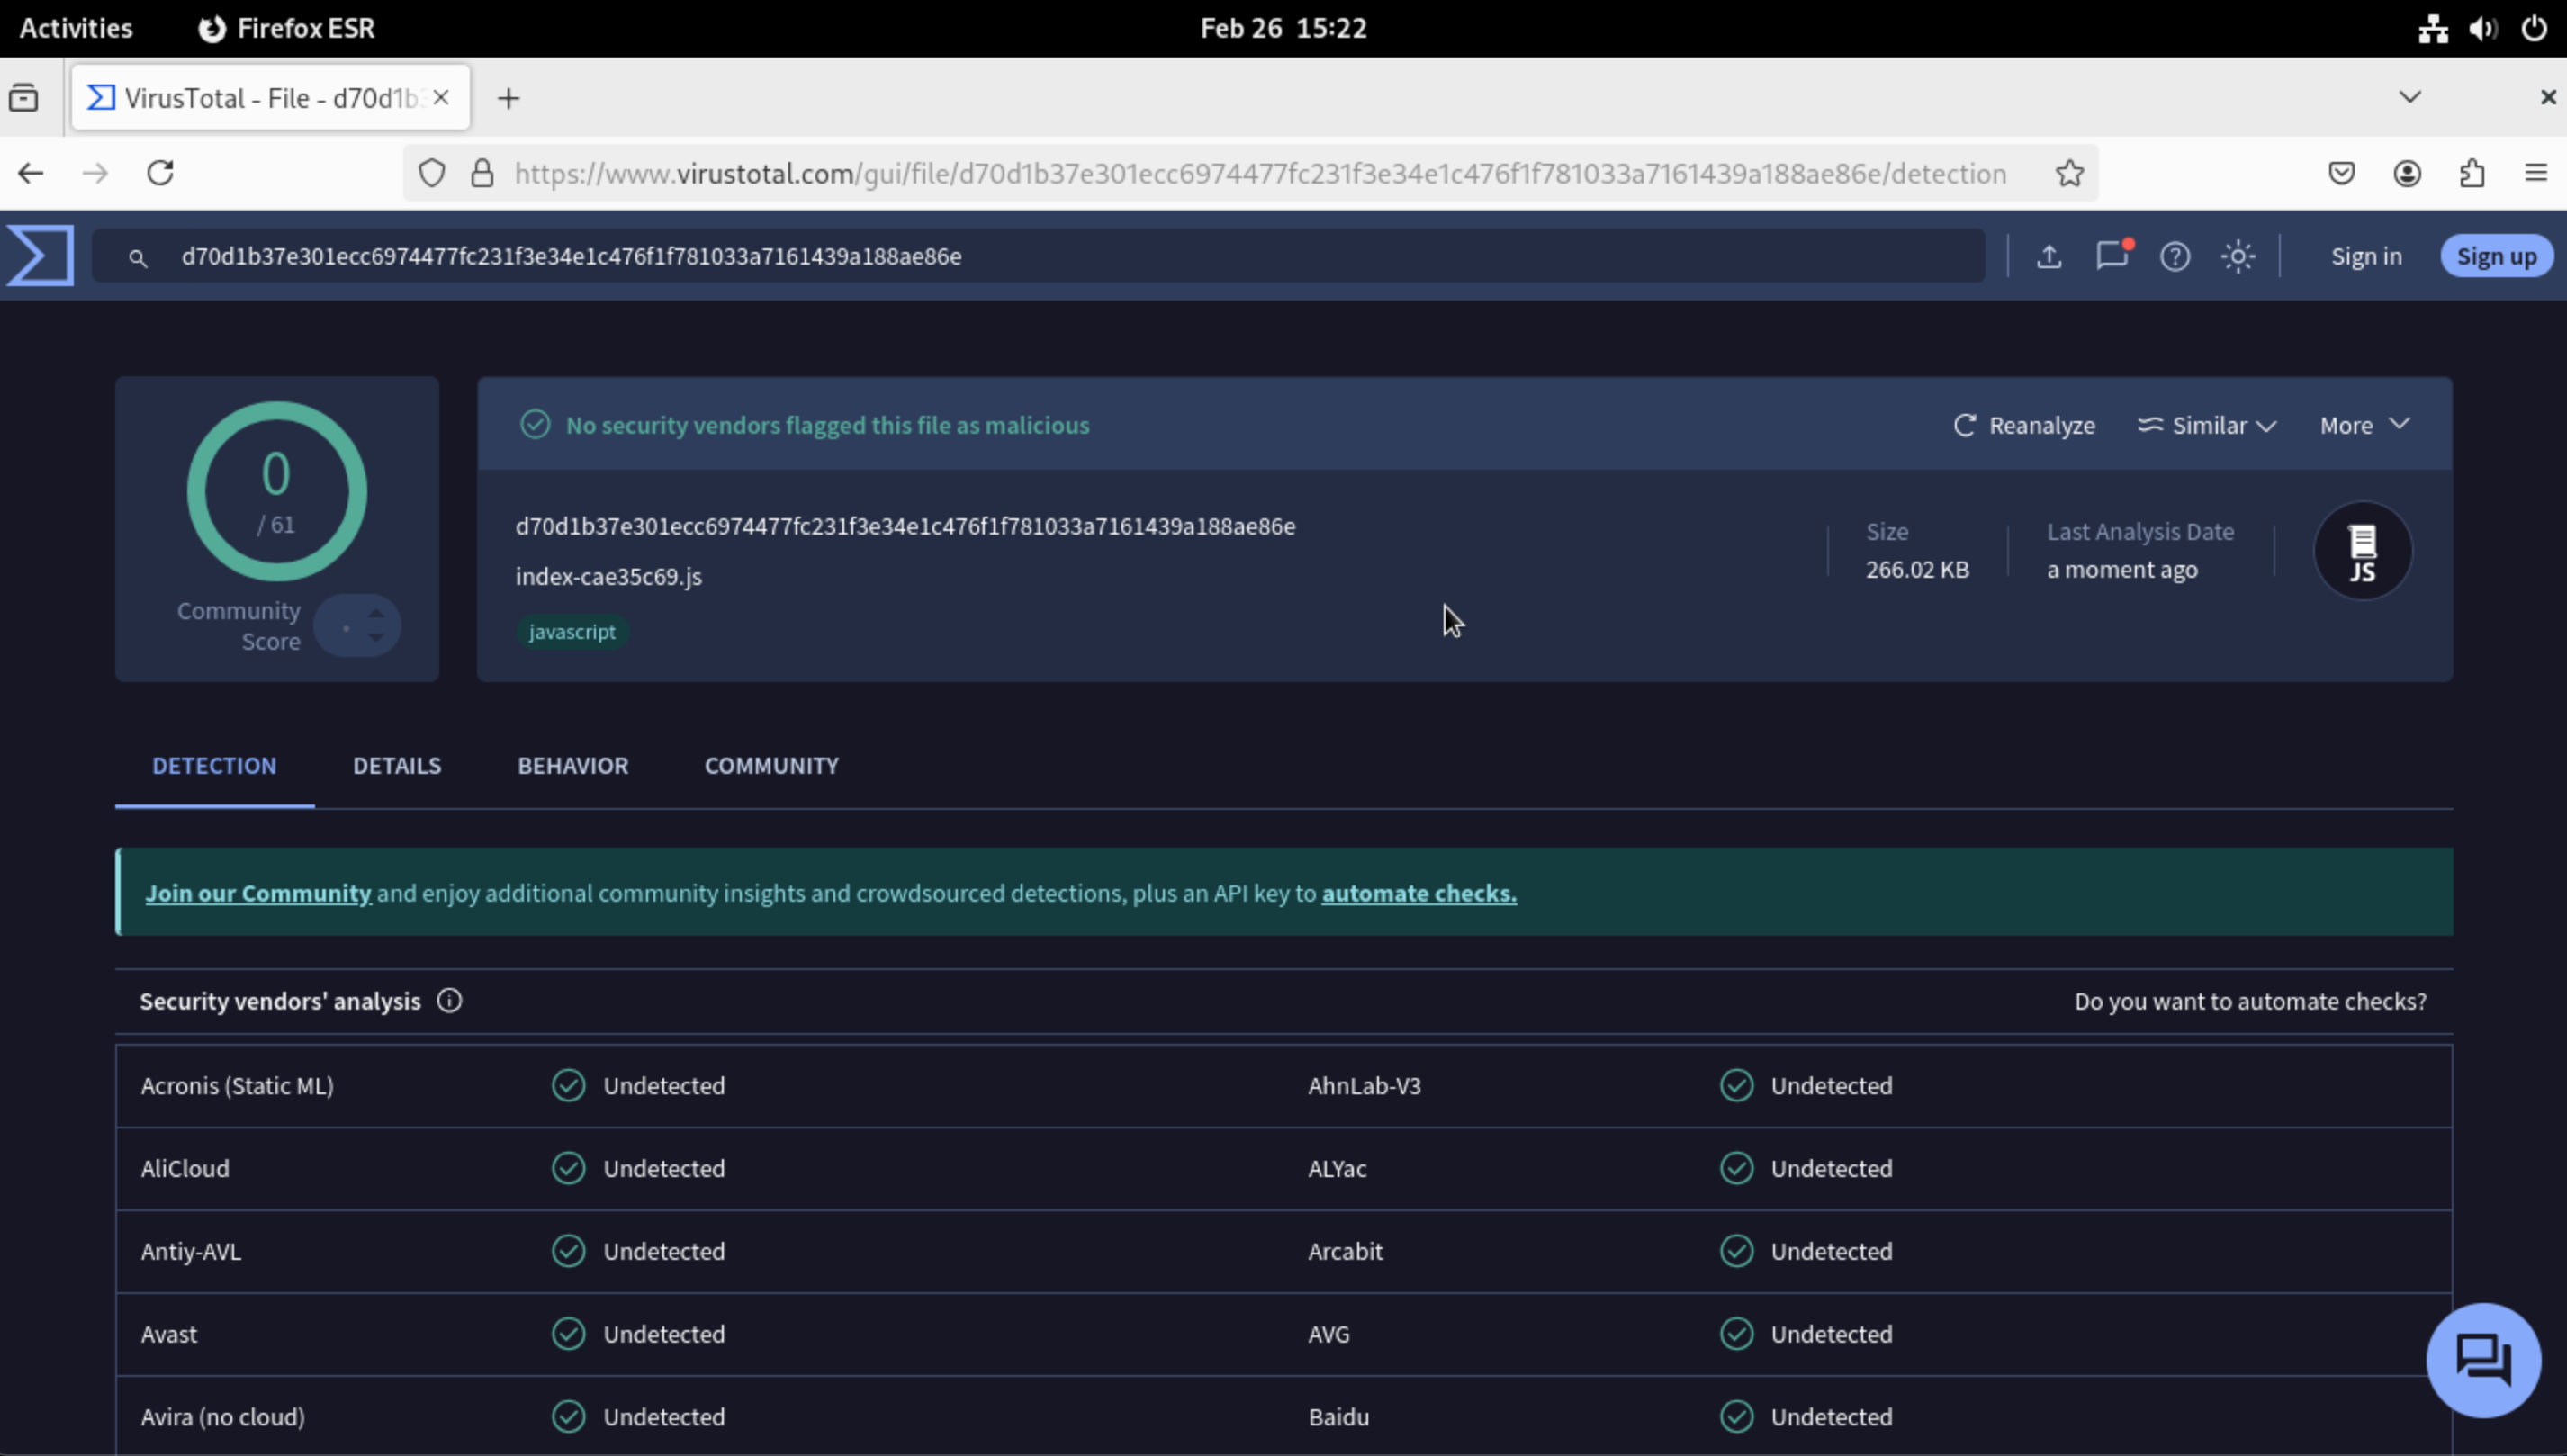 Activities Firefox ESR Feb 26 15:22
VirusTotal - File - d70d1b3
https://www.virustotal.com/gui/file/d70d1b37e301ecc6974477fc231f3e34e1c476f1f781033a7161439a188ae86e/detection
d70d1b37e301ecc6974477fc231f3e34e1c476f1f781033a7161439a188ae86e Sign in Sign up
0
/ 61
Community
Score
No security vendors flagged this file as malicious Reanalyze Similar More
d70d1b37e301ecc6974477fc231f3e34e1c476f1f781033a7161439a188ae86e
index-cae35c69.js
javascript
Size
266.02 KB
Last Analysis Date
a moment ago
JS
DETECTION DETAILS BEHAVIOR COMMUNITY
Join our Community and enjoy additional community insights and crowdsourced detections, plus an API key to automate checks.
Security vendors' analysis Do you want to automate checks?
Acronis (Static ML) Undetected AhnLab-V3 Undetected
AliCloud Undetected ALYac Undetected
Antiy-AVL Undetected Arcabit Undetected
Avast Undetected AVG Undetected
Avira (no cloud) Undetected Baidu Undetected